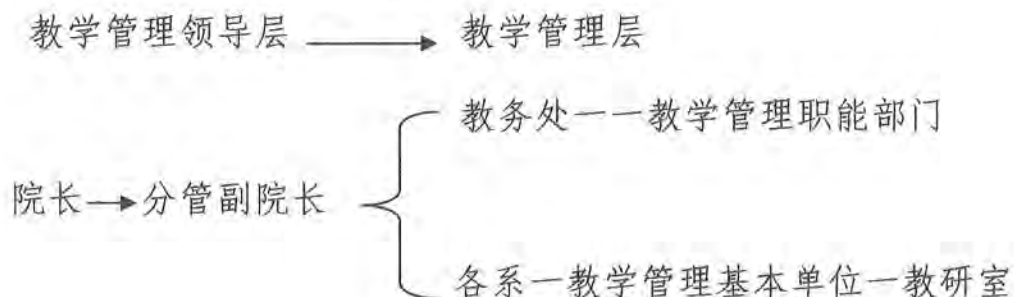 教学管理领导层 教学管理层
教务处一一教学管理职能部门
院长 分管副院长
各系一教学管理基本单位一教研室